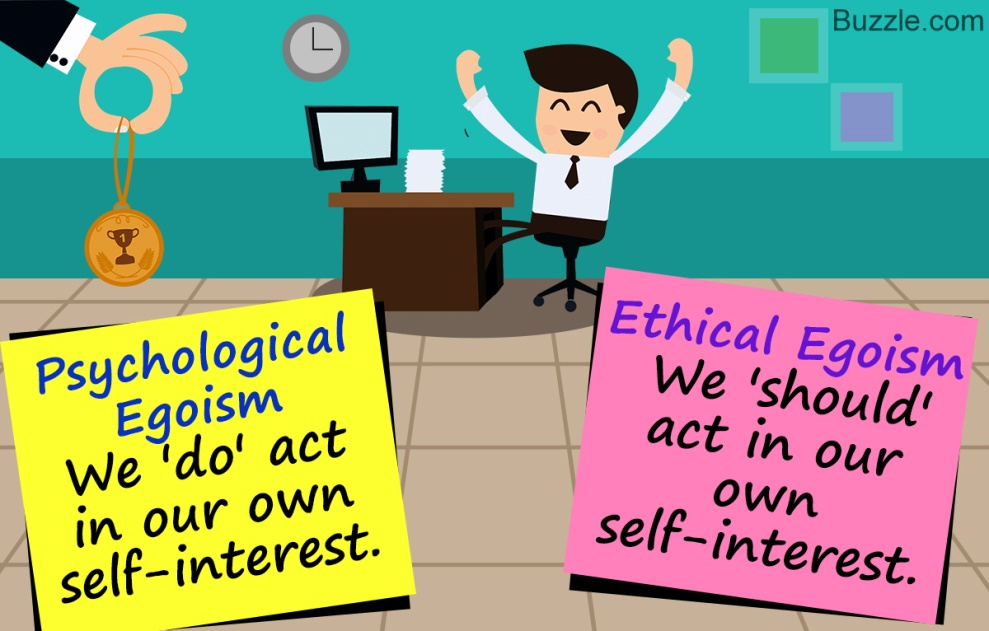 Buzzle.com
1
Psychological
Egoism
We 'do' act
in our own
self-interest.
Ethical Egoism
We 'should'
act in our
own
self-interest.